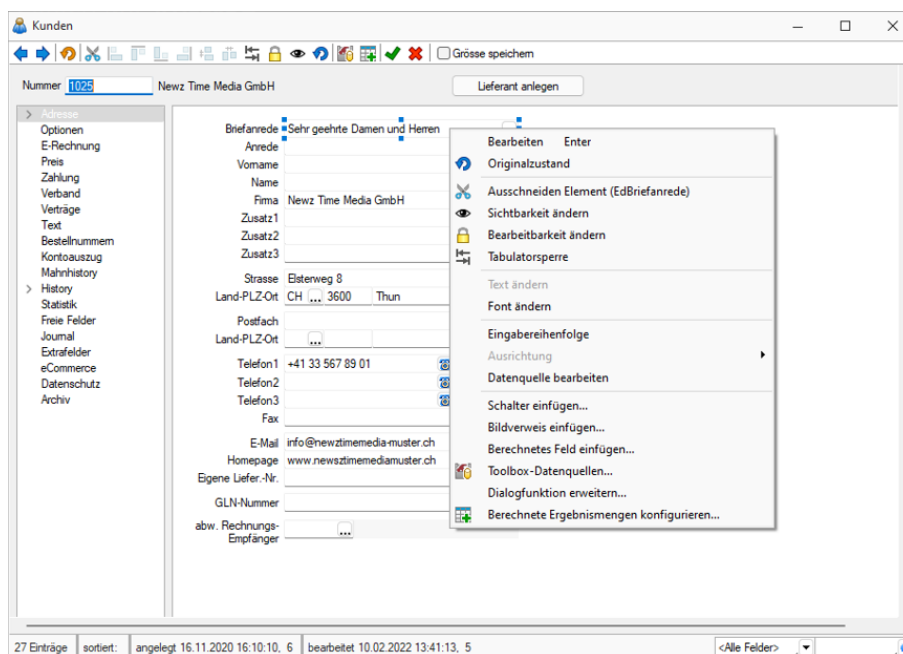 Kunden
Grösse speichern
Nummer 1025 Newz Time Media GmbH Lieferant anlegen
Adresse
Optionen
E-Rechnung
Preis
Zahlung
Verband
Verträge
Text
Bestellnummern
Kontoauszug
Mahnhistory
History
Statistik
Freie Felder
Journal
Extrafelder
eCommerce
Datenschutz
Archiv
Briefanrede Sehr geehrte Damen und Herren
Anrede
Vorname
Name
Firma Newz Time Media GmbH
Zusatz1
Zusatz2
Zusatz3
Strasse Elsterweg 8
Land-PLZ-Ort CH ... 3600 Thun
Postfach
Land-PLZ-Ort ...
Telefon1 +41 33 567 89 01
Telefon2
Telefon3
Fax
E-Mail info@newztimemedia-muster.ch
Homepage www.newsztimemediamuster.ch
Eigene Liefer.-Nr.
GLN-Nummer
abw. Rechnungs-
Empfänger ...
Bearbeiten Enter
Originalzustand
Ausschneiden Element (EdBriefanrede)
Sichtbarkeit ändern
Bearbeitbarkeit ändern
Tabulatorsperre
Text ändern
Font ändern
Eingabereihenfolge
Ausrichtung
Datenquelle bearbeiten
Schalter einfügen...
Bildverweis einfügen...
Berechnetes Feld einfügen...
Toolbox-Datenquellen...
Dialogfunktion erweitern...
Berechnete Ergebnismengen konfigurieren...
27 Einträge sortiert: angelegt 16.11.2020 16:10:10, 6 bearbeitet 10.02.2022 13:41:13, 5 <Alle Felder>